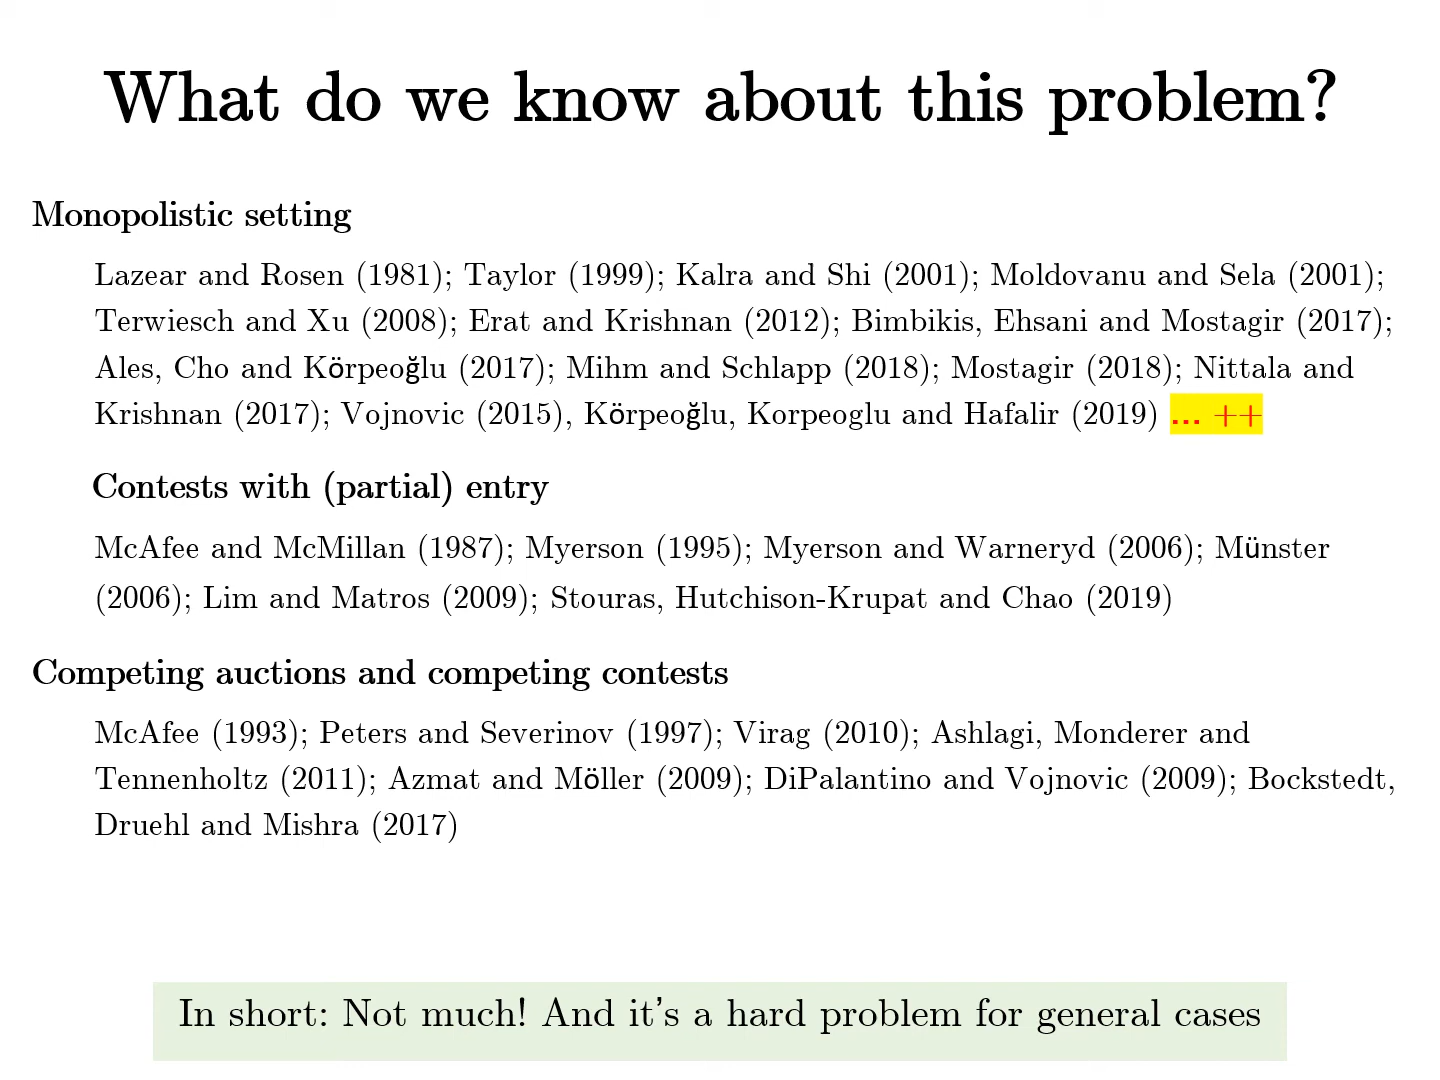 What do we know about this problem?
Monopolistic setting
Lazear and Rosen (1981); Taylor (1999); Kalra and Shi (2001); Moldovanu and Sela (2001);
Terwiesch and Xu (2008); Erat and Krishnan (2012); Bimbikis, Ehsani and Mostagir (2017);
Ales, Cho and Körpeoğlu (2017); Mihm and Schlapp (2018); Mostagir (2018); Nittala and
Krishnan (2017); Vojnovic (2015), Körpeoğlu, Korpeoglu and Hafalir (2019) ... ++
Contests with (partial) entry
McAfee and McMillan (1987); Myerson (1995); Myerson and Warneryd (2006); Münster
(2006); Lim and Matros (2009); Stouras, Hutchison-Krupat and Chao (2019)
Competing auctions and competing contests
McAfee (1993); Peters and Severinov (1997); Virag (2010); Ashlagi, Monderer and
Tennenholtz (2011); Azmat and Möller (2009); DiPalantino and Vojnovic (2009); Bockstedt,
Druehl and Mishra (2017)
In short: Not much! And it's a hard problem for general cases